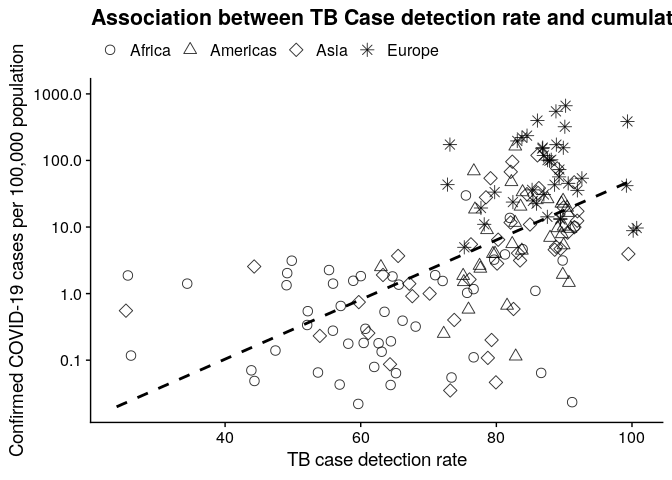 Association between TB Case detection rate and cumulat
Africa Americas Asia Europe
Confirmed COVID-19 cases per 100,000 population
1000.0
100.0
10.0
1.0
0.1
40 60 80 100
TB case detection rate